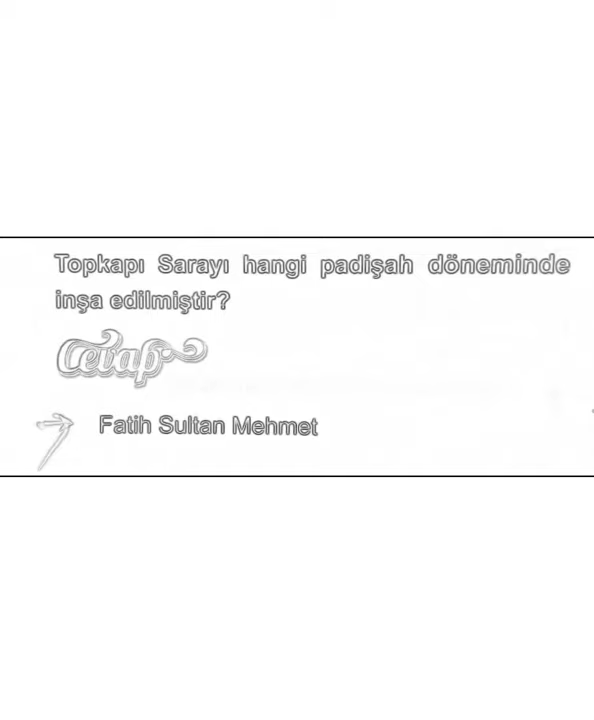 Topkapı Sarayı hangi padişah döneminde
inşa edilmiştir?
Cevap
Fatih Sultan Mehmet